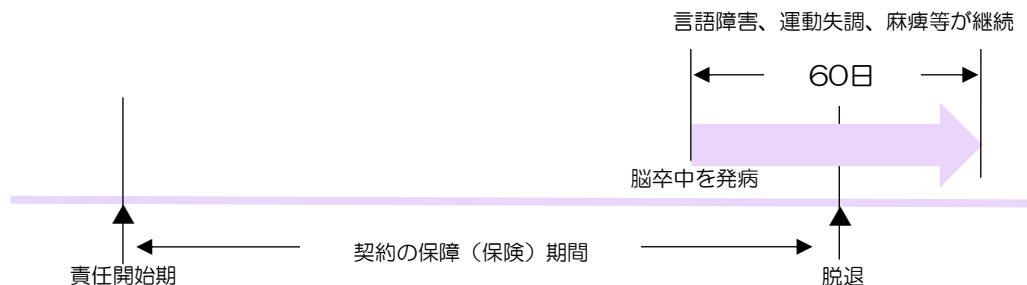 言語障害、運動失調、麻痺等が継続
60日
脳卒中を発病
契約の保障（保険）期間
責任開始期
脱退